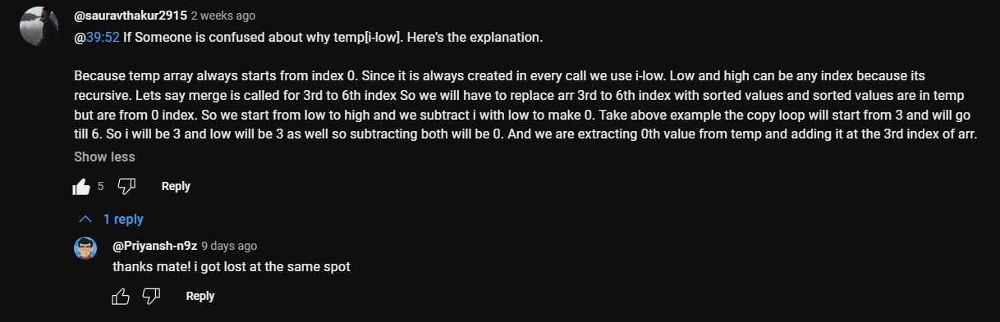 @sauravthakur2915 2 weeks ago
@39:52 If Someone is confused about why temp[i-low]. Here's the explanation.
Because temp array always starts from index 0. Since it is always created in every call we use i-low. Low and high can be any index because its
recursive. Lets say merge is called for 3rd to 6th index So we will have to replace arr 3rd to 6th index with sorted values and sorted values are in temp
but are from 0 index. So we start from low to high and we subtract i with low to make 0. Take above example the copy loop will start from 3 and will go
till 6. So i will be 3 and low will be 3 as well so subtracting both will be 0. And we are extracting 0th value from temp and adding it at the 3rd index of arr.
Show less
5 Reply
1 reply
@Priyansh-n9z 9 days ago
thanks mate! i got lost at the same spot
Reply